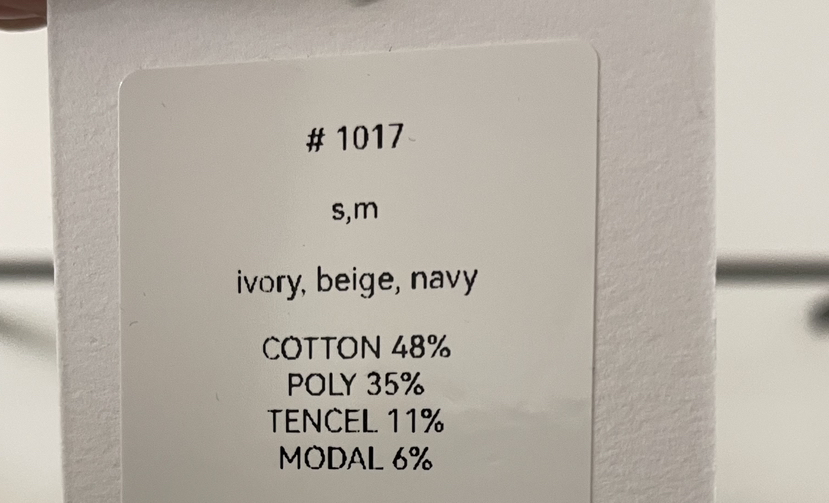 # 1017
s,m
ivory, beige, navy
COTTON 48%
POLY 35%
TENCEL 11%
MODAL 6%